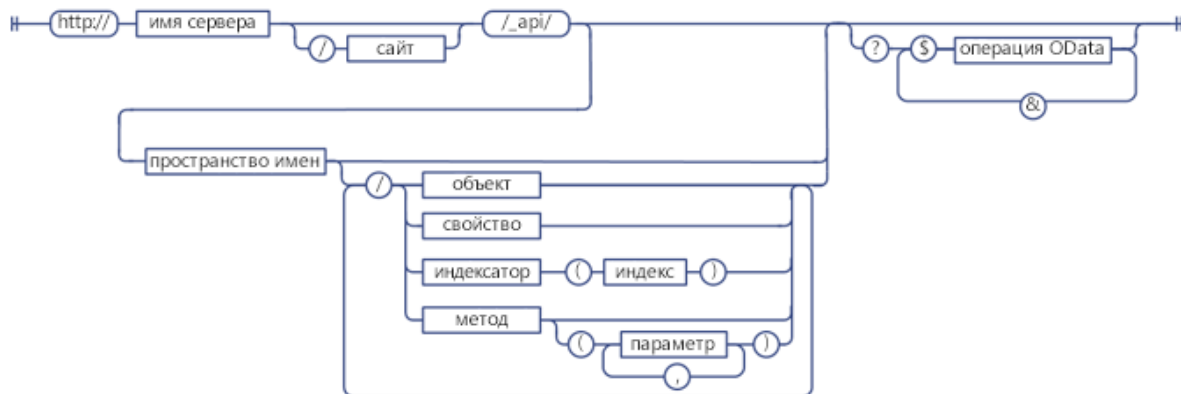 http:// имя сервера /_api/
/ сайт ? $ операция OData
&
пространство имен
/ объект
свойство
индексатор ( индекс )
метод
( параметр )
,